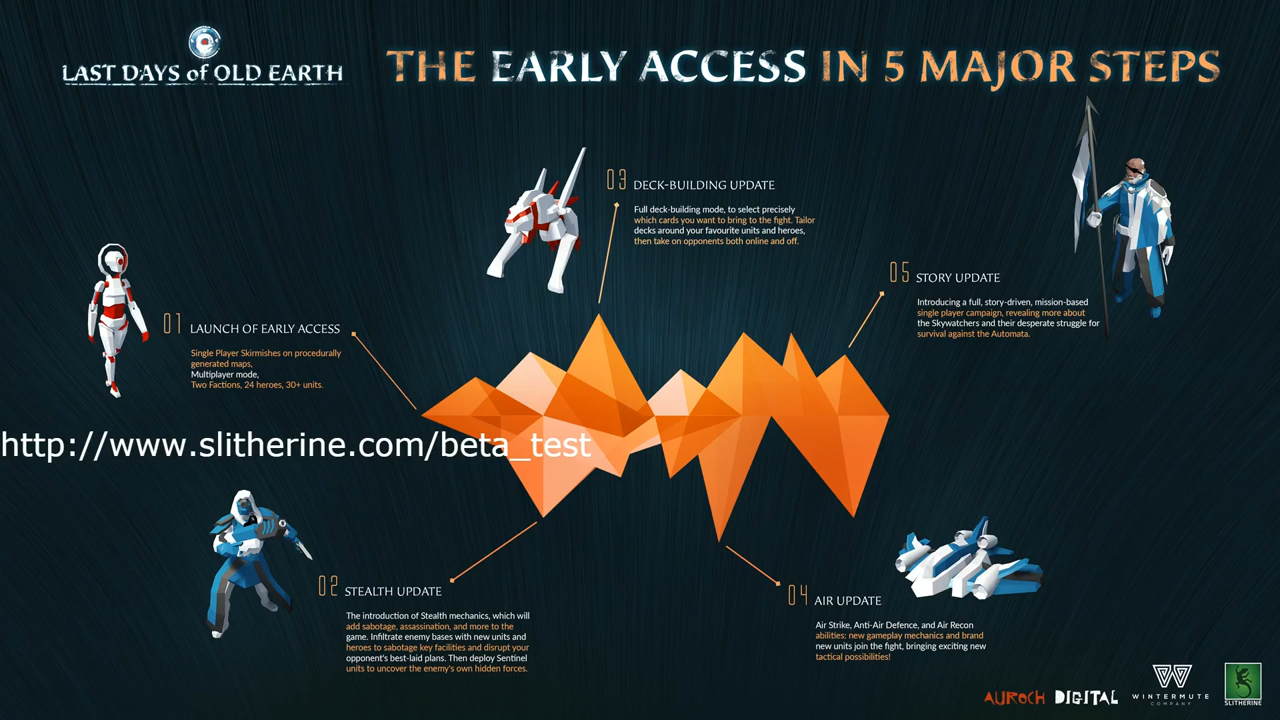 LAST DAYS of OLD EARTH
THE EARLY ACCESS IN 5 MAJOR STEPS
03 DECK-BUILDING UPDATE
Full deck-building mode, to select precisely
which cards you want to bring to the fight. Tailor
decks around your favourite units and heroes,
then take on opponents both online and off.
05 STORY UPDATE
Introducing a full, story-driven, mission-based
single player campaign, revealing more about
the Skywatchers and their desperate struggle for
survival against the Automata.
01 LAUNCH OF EARLY ACCESS
Single Player Skirmishes on procedurally
generated maps,
Multiplayer mode,
Two Factions, 24 heroes, 30+ units.
http://www.slitherine.com/beta_test
02 STEALTH UPDATE
The introduction of Stealth mechanics, which will
add sabotage, assassination, and more to the
game. Infiltrate enemy bases with new units and
heroes to sabotage key facilities and disrupt your
opponent's best-laid plans. Then deploy Sentinel
units to uncover the enemy's own hidden forces.
04 AIR UPDATE
Air Strike, Anti-Air Defence, and Air Recon
abilities: new gameplay mechanics and brand
new units join the fight, bringing exciting new
tactical possibilities!
AUROCH DIGITAL
WINTERMUTE
COMPANY
SLITHERINE